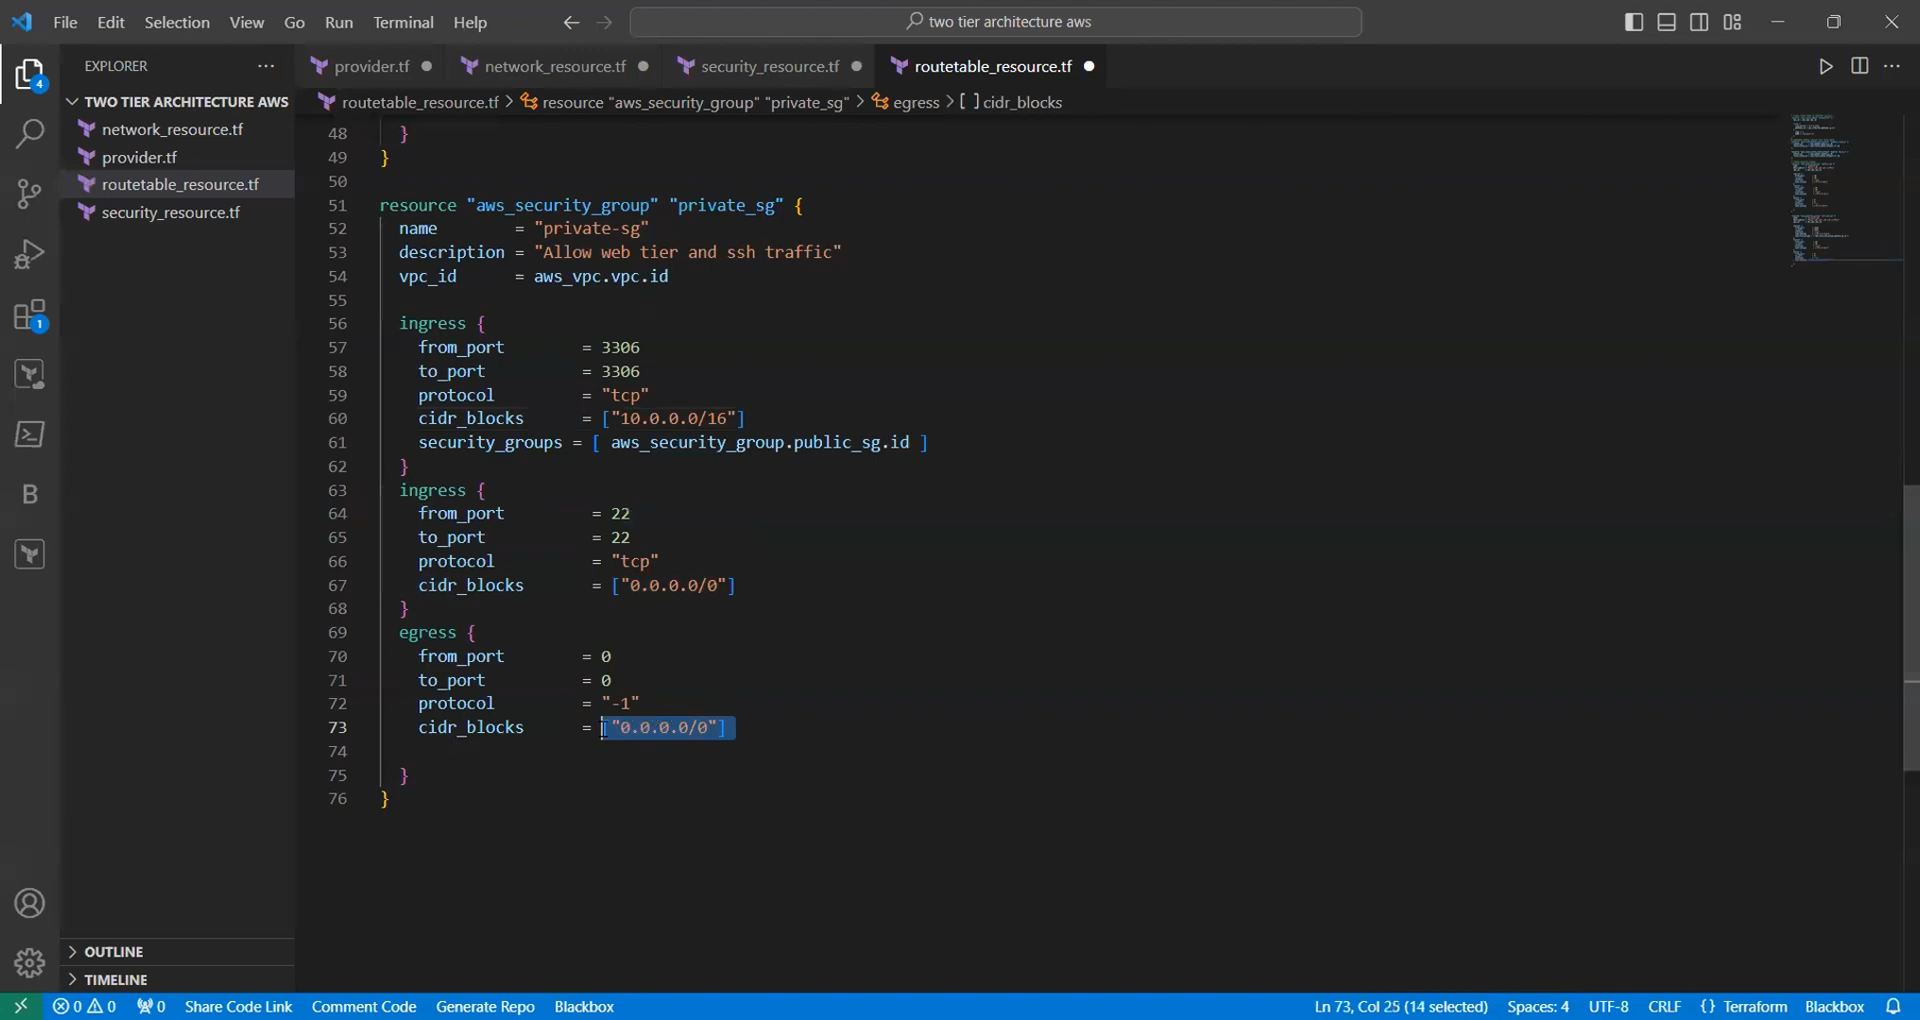 File Edit Selection View Go Run Terminal Help
two tier architecture aws
EXPLORER
provider.tf
network_resource.tf
security_resource.tf
routetable_resource.tf
TWO TIER ARCHITECTURE AWS
network_resource.tf
provider.tf
routetable_resource.tf
security_resource.tf
routetable_resource.tf > resource "aws_security_group" "private_sg" > egress > [ ] cidr_blocks
48 }
49 }
50
51 resource "aws_security_group" "private_sg" {
52 name = "private-sg"
53 description = "Allow web tier and ssh traffic"
54 vpc_id = aws_vpc.vpc.id
55
56 ingress {
57 from_port = 3306
58 to_port = 3306
59 protocol = "tcp"
60 cidr_blocks = ["10.0.0.0/16"]
61 security_groups = [ aws_security_group.public_sg.id ]
62 }
63 ingress {
64 from_port = 22
65 to_port = 22
66 protocol = "tcp"
67 cidr_blocks = ["0.0.0.0/0"]
68 }
69 egress {
70 from_port = 0
71 to_port = 0
72 protocol = "-1"
73 cidr_blocks = ["0.0.0.0/0"]
74
75 }
76 }
4
1
B
OUTLINE
TIMELINE
0 0 0 Share Code Link Comment Code Generate Repo Blackbox
Ln 73, Col 25 (14 selected) Spaces: 4 UTF-8 CRLF {} Terraform Blackbox